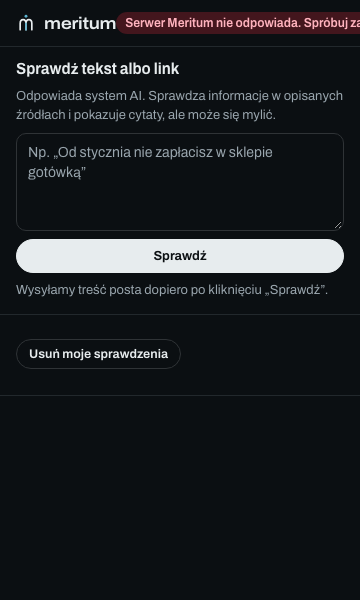 meritum
Serwer Meritum nie odpowiada. Spróbuj za
Sprawdź tekst albo link
Odpowiada system AI. Sprawdza informacje w opisanych
źródłach i pokazuje cytaty, ale może się mylić.
Np. „Od stycznia nie zapłacisz w sklepie
gotówką”
Sprawdź
Wysyłamy treść posta dopiero po kliknięciu „Sprawdź”.
Usuń moje sprawdzenia